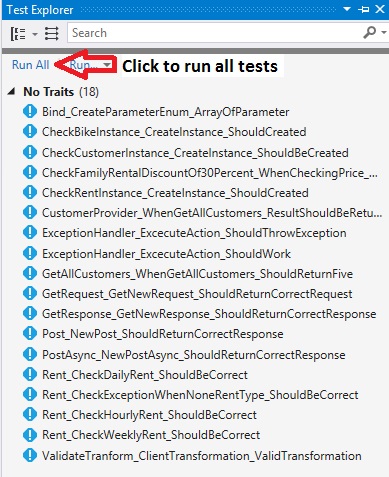 Test Explorer
Search
Run All Run... Click to run all tests
No Traits (18)
Bind_CreateParameterEnum_ArrayOfParameter
CheckBikeInstance_CreateInstance_ShouldCreated
CheckCustomerInstance_CreateInstance_ShouldBeCreated
CheckFamilyRentalDiscountOf30Percent_WhenCheckingPrice_...
CheckRentInstance_CreateInstance_ShouldCreated
CustomerProvider_WhenGetAllCustomers_ResultShouldBeRetu...
ExceptionHandler_ExcecuteAction_ShouldThrowException
ExceptionHandler_ExcecuteAction_ShouldWork
GetAllCustomers_WhenGetAllCustomers_ShouldReturnFive
GetRequest_GetNewRequest_ShouldReturnCorrectRequest
GetResponse_GetNewResponse_ShouldReturnCorrectResponse
Post_NewPost_ShouldReturnCorrectResponse
PostAsync_NewPostAsync_ShouldReturnCorrectResponse
Rent_CheckDailyRent_ShouldBeCorrect
Rent_CheckExceptionWhenNoneRentType_ShouldBeCorrect
Rent_CheckHourlyRent_ShouldBeCorrect
Rent_CheckWeeklyRent_ShouldBeCorrect
ValidateTranform_ClientTransformation_ValidTransformation